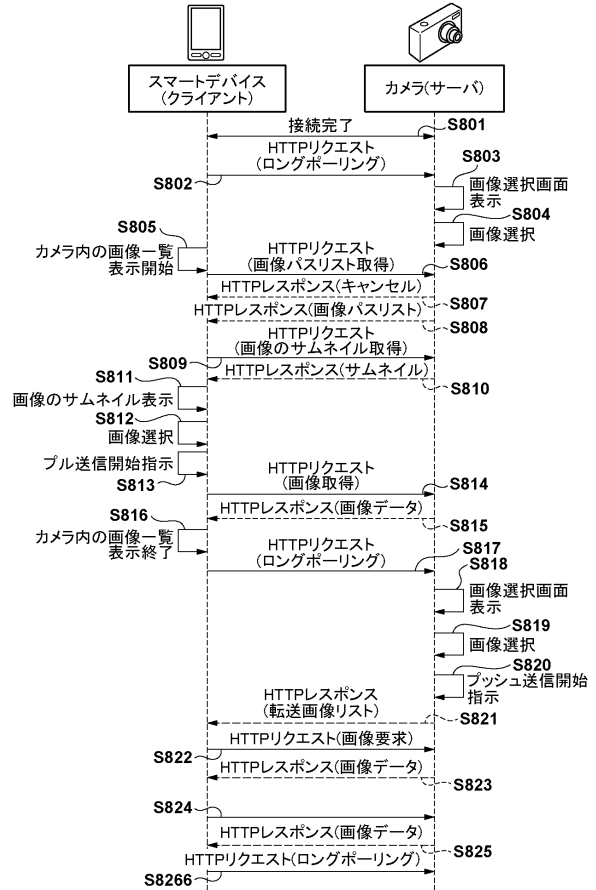 スマートデバイス
(クライアント)
カメラ(サーバ)
接続完了
S801
HTTPリクエスト
(ロングポーリング)
S802
S803
画像選択画面
表示
S804
画像選択
S805
カメラ内の画像一覧
表示開始
HTTPリクエスト
(画像パスリスト取得)
S806
HTTPレスポンス(キャンセル)
S807
HTTPレスポンス(画像パスリスト)
S808
HTTPリクエスト
(画像のサムネイル取得)
S809
HTTPレスポンス(サムネイル)
S810
S811
画像のサムネイル表示
S812
画像選択
プル送信開始指示
S813
HTTPリクエスト
(画像取得)
S814
HTTPレスポンス(画像データ)
S815
S816
カメラ内の画像一覧
表示終了
HTTPリクエスト
(ロングポーリング)
S817
S818
画像選択画面
表示
S819
画像選択
S820
プッシュ送信開始
指示
HTTPレスポンス
(転送画像リスト)
S821
HTTPリクエスト(画像要求)
S822
HTTPレスポンス(画像データ)
S823
S824
HTTPレスポンス(画像データ)
S825
HTTPリクエスト(ロングポーリング)
S8266